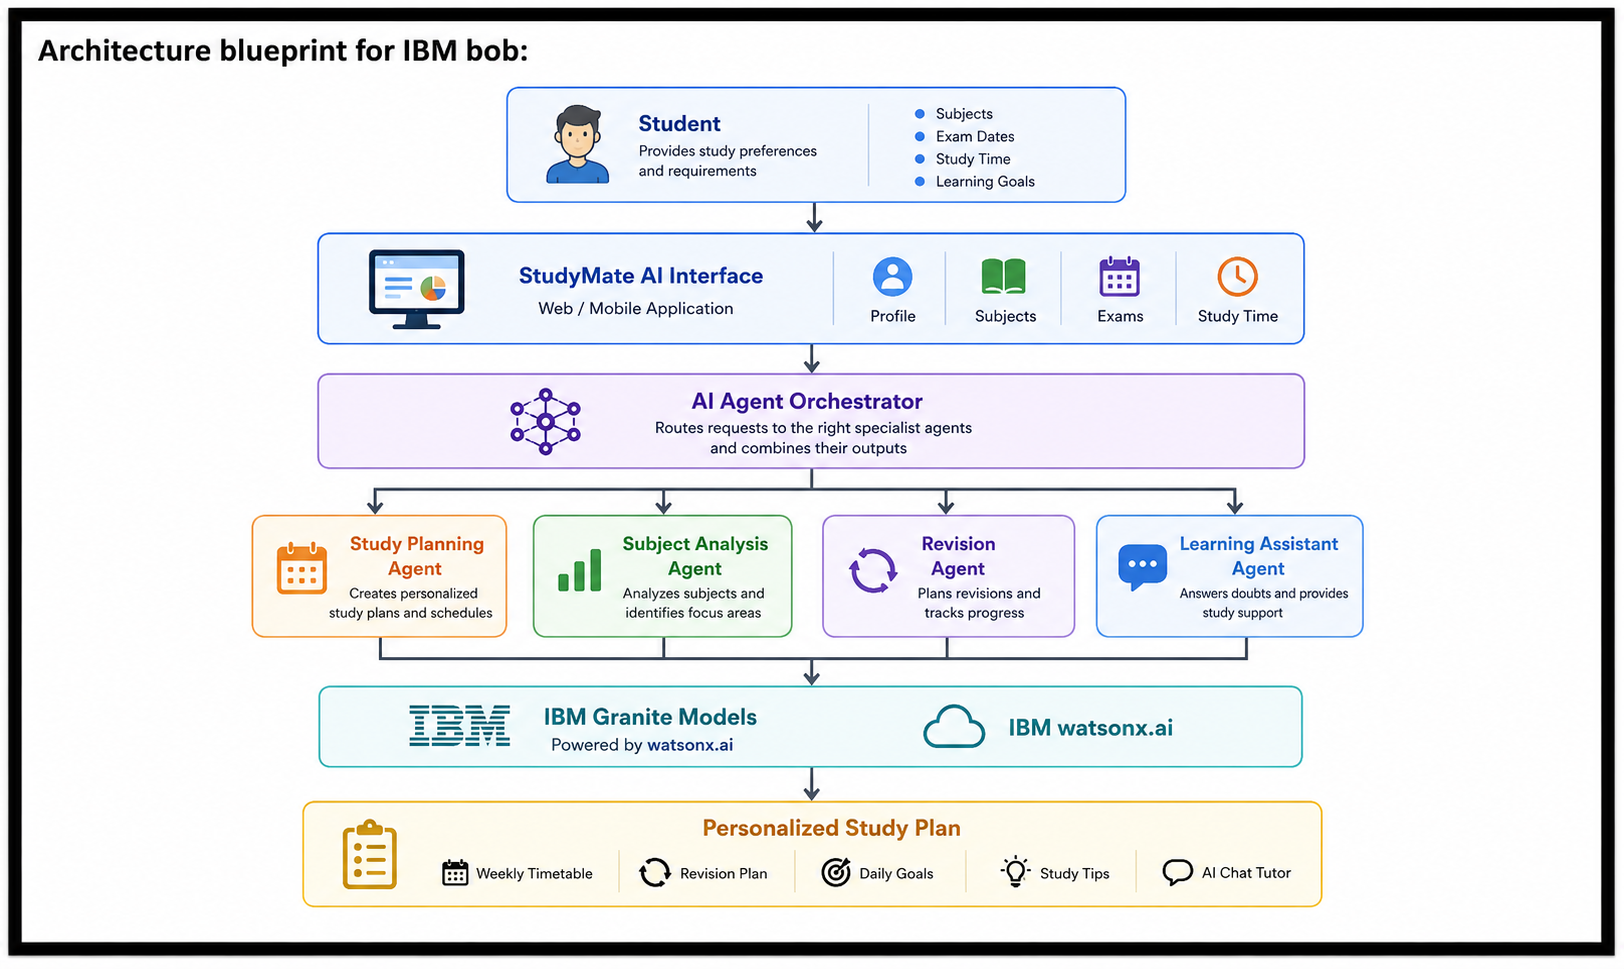 Architecture blueprint for IBM bob:
Student
Provides study preferences
and requirements
Subjects
Exam Dates
Study Time
Learning Goals
StudyMate AI Interface
Web / Mobile Application
Profile
Subjects
Exams
Study Time
AI Agent Orchestrator
Routes requests to the right specialist agents
and combines their outputs
Study Planning
Agent
Creates personalized
study plans and schedules
Subject Analysis
Agent
Analyzes subjects and
identifies focus areas
Revision
Agent
Plans revisions and
tracks progress
Learning Assistant
Agent
Answers doubts and provides
study support
IBM
IBM Granite Models
Powered by watsonx.ai
IBM watsonx.ai
Personalized Study Plan
Weekly Timetable
Revision Plan
Daily Goals
Study Tips
AI Chat Tutor